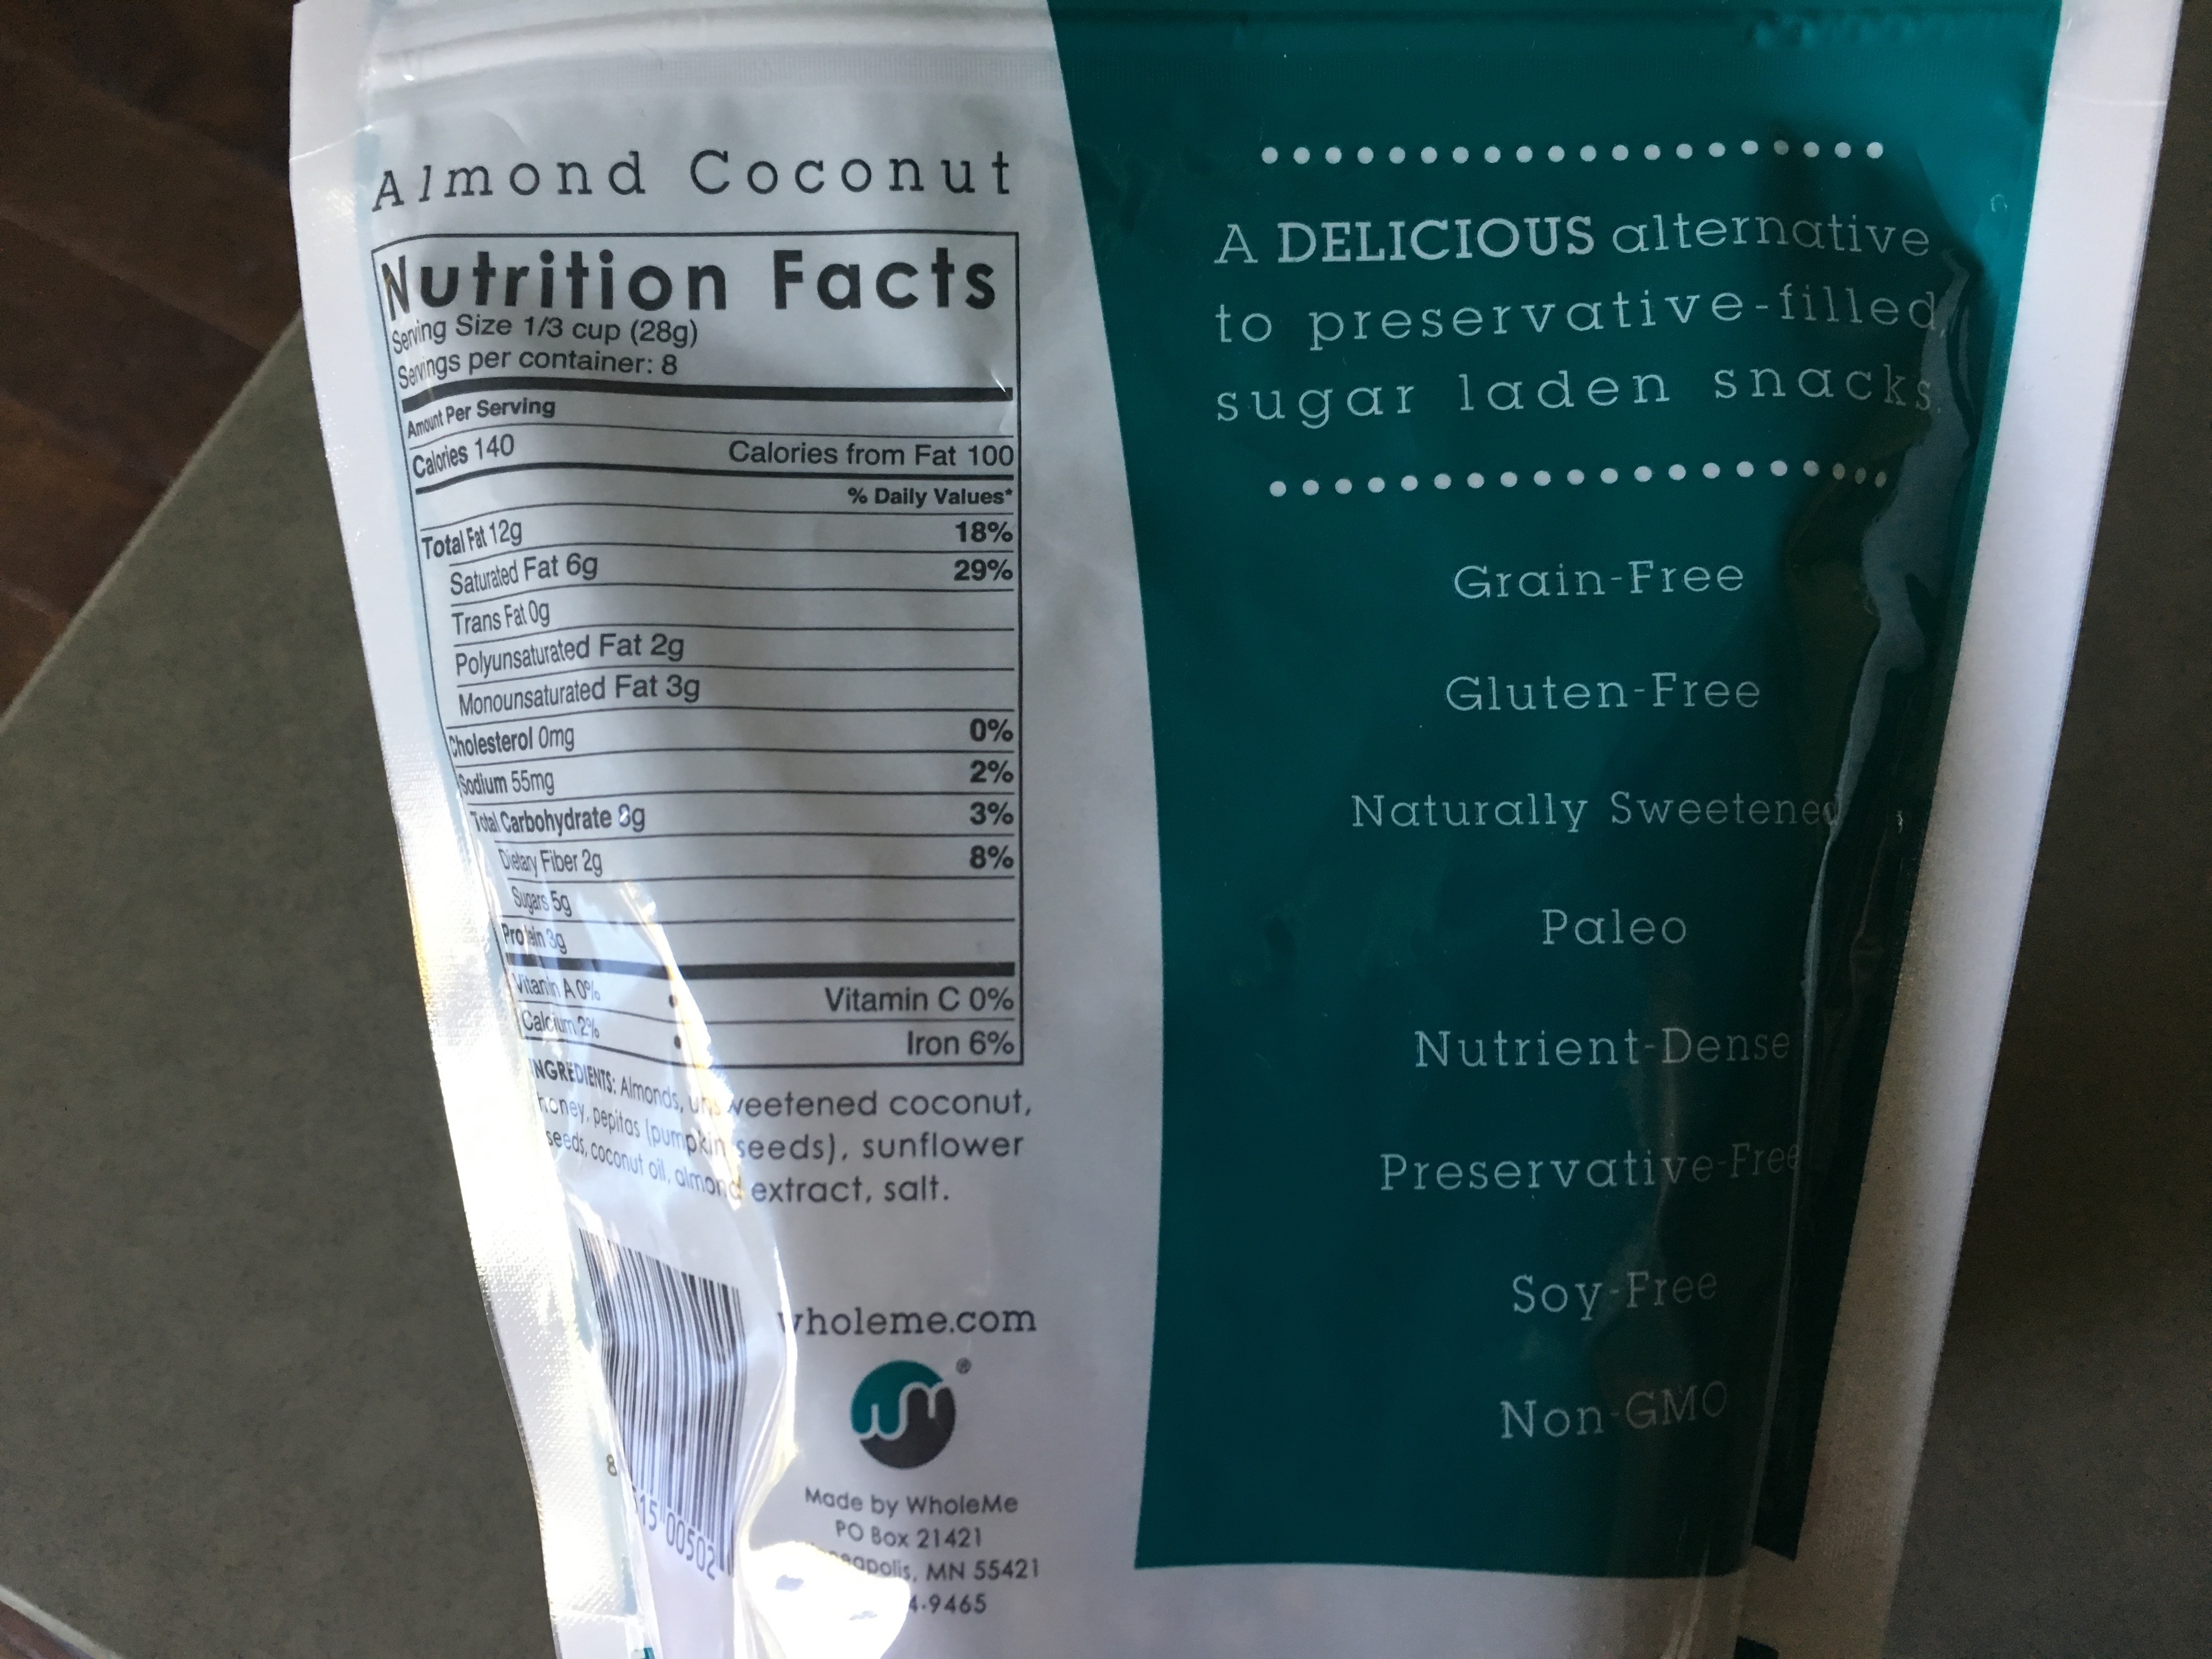 Almond Coconut
Nutrition Facts
Serving Size 1/3 cup (28g)
Servings per container: 8
Amount Per Serving
Calories 140 Calories from Fat 100
% Daily Values*
Total Fat 12g 18%
Saturated Fat 6g 29%
Trans Fat 0g
Polyunsaturated Fat 2g
Monounsaturated Fat 3g
Cholesterol 0mg 0%
Sodium 55mg 2%
Total Carbohydrate 8g 3%
Dietary Fiber 2g 8%
Sugars 5g
Protein 3g
Vitamin A 0% • Vitamin C 0%
Calcium 2% • Iron 6%
INGREDIENTS: Almonds, unsweetened coconut,
honey, pepitas (pumpkin seeds), sunflower
seeds, coconut oil, almond extract, salt.
wholeme.com
®
Made by WholeMe
PO Box 21421
MN 55421
4-9465
8
15 00502
A DELICIOUS alternative
to preservative-filled,
sugar laden snacks.
Grain-Free
Gluten-Free
Naturally Sweetened
Paleo
Nutrient-Dense
Preservative-Free
Soy-Free
Non-GMO